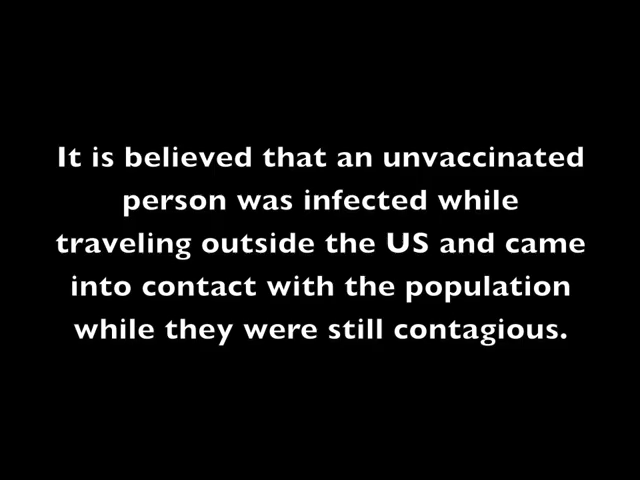 It is believed that an unvaccinated
person was infected while
traveling outside the US and came
into contact with the population
while they were still contagious.